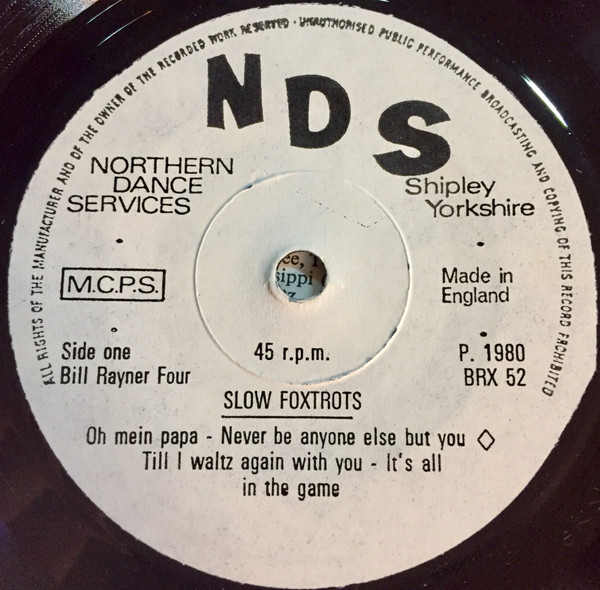 ALL RIGHTS OF THE MANUFACTURER AND OF THE OWNER OF THE RECORDED WORK RESERVED · UNAUTHORISED PUBLIC PERFORMANCE BROADCASTING AND COPYING OF THIS RECORD PROHIBITED
NDS
NORTHERN
DANCE
SERVICES
Shipley
Yorkshire
M.C.P.S.
Made in
England
Side one
Bill Rayner Four
45 r.p.m.
P. 1980
BRX 52
SLOW FOXTROTS
Oh mein papa - Never be anyone else but you ◇
Till I waltz again with you - It's all
in the game